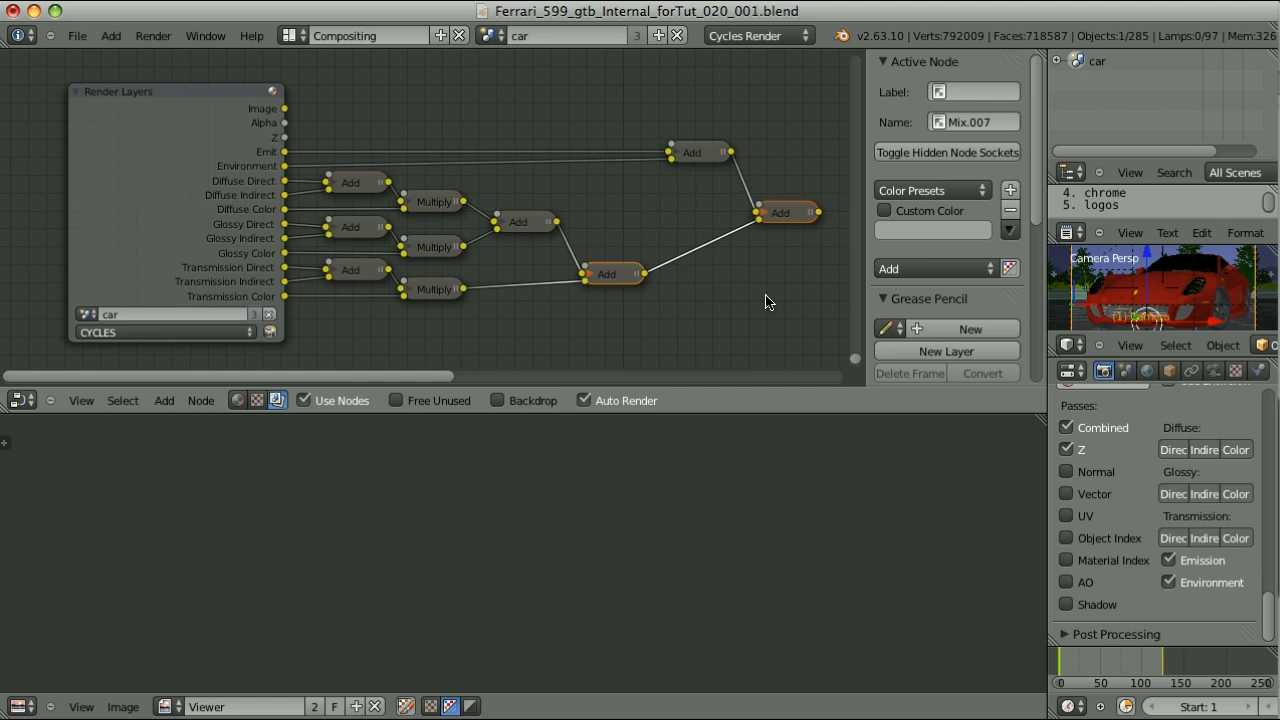 Ferrari_599_gtb_Internal_forTut_020_001.blend
File Add Render Window Help Compositing car 3 Cycles Render v2.63.10 | Verts:792009 | Faces:718587 | Objects:1/285 | Lamps:0/97 | Mem:326
Render Layers
Image
Alpha
Z
Emit
Environment
Diffuse Direct
Diffuse Indirect
Diffuse Color
Glossy Direct
Glossy Indirect
Glossy Color
Transmission Direct
Transmission Indirect
Transmission Color
car 3
CYCLES
Add
Multiply
Add
Multiply
Add
Multiply
Add
Add
Add
Add
Active Node
Label:
Name: Mix.007
Toggle Hidden Node Sockets
Color Presets
Custom Color
Add
Grease Pencil
New
New Layer
Delete Frame Convert
View Select Add Node Use Nodes Free Unused Backdrop Auto Render
View Image Viewer 2 F
car
View Search All Scenes
4. chrome
5. logos
View Text Edit Format
Camera Persp
View Select Object
Passes:
Combined Diffuse:
Z Direc Indire Color
Normal Glossy:
Vector Direc Indire Color
UV Transmission:
Object Index Direc Indire Color
Material Index Emission
AO Environment
Shadow
Post Processing
0 50 100 150 200 250
Start: 1